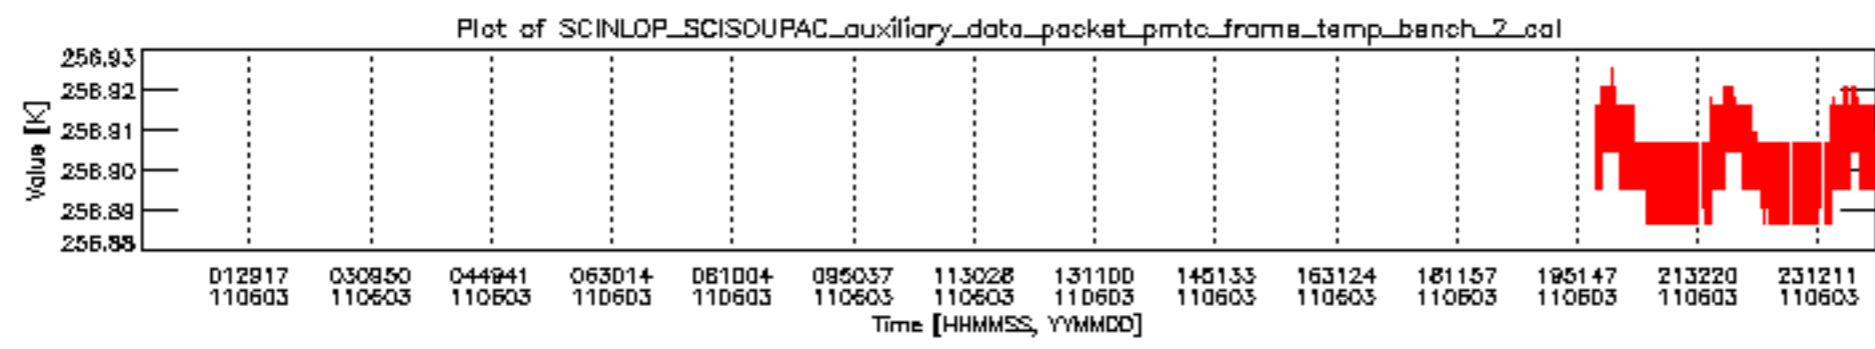 Plot of SCINLOP_SCISOUPAC_auxiliary_data_packet_pmtc_frame_temp_bench_2_cal
256.93
256.92
256.91
256.90
256.89
256.88
Value [K]
012917 030950 044941 063014 081004 095037 113028 131100 145133 163124 181157 195147 213220 231211
110603 110603 110603 110603 110603 110603 110603 110603 110603 110603 110603 110603 110603 110603
Time [HHMMSS, YYMMDD]